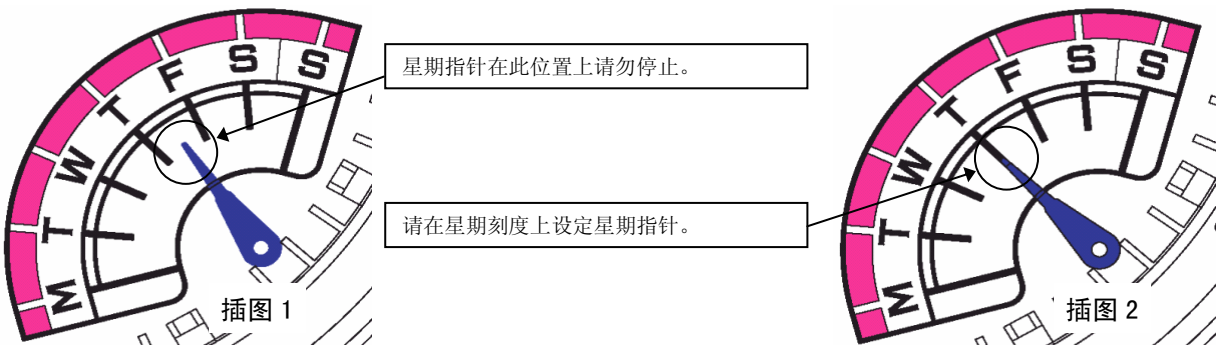 M T W T F S S
星期指针在此位置上请勿停止。
插图 1
请在星期刻度上设定星期指针。
M T W T F S S
插图 2